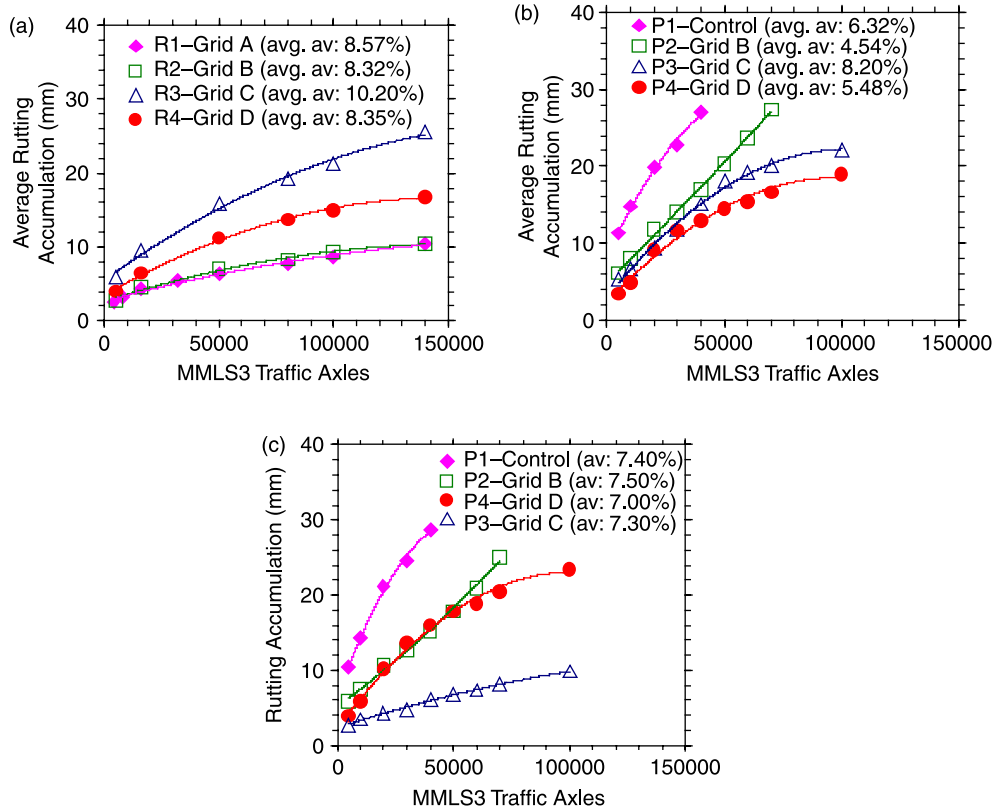 (a)
R1–Grid A (avg. av: 8.57%)
R2–Grid B (avg. av: 8.32%)
R3–Grid C (avg. av: 10.20%)
R4–Grid D (avg. av: 8.35%)
Average Rutting
Accumulation (mm)
40
30
20
10
0
0
50000
100000
150000
MMLS3 Traffic Axles
(b)
P1–Control (avg. av: 6.32%)
P2–Grid B (avg. av: 4.54%)
P3–Grid C (avg. av: 8.20%)
P4–Grid D (avg. av: 5.48%)
Average Rutting
Accumulation (mm)
40
30
20
10
0
0
50000
100000
150000
MMLS3 Traffic Axles
(c)
P1–Control (av: 7.40%)
P2–Grid B (av: 7.50%)
P4–Grid D (av: 7.00%)
P3–Grid C (av: 7.30%)
Rutting Accumulation (mm)
40
30
20
10
0
0
50000
100000
150000
MMLS3 Traffic Axles